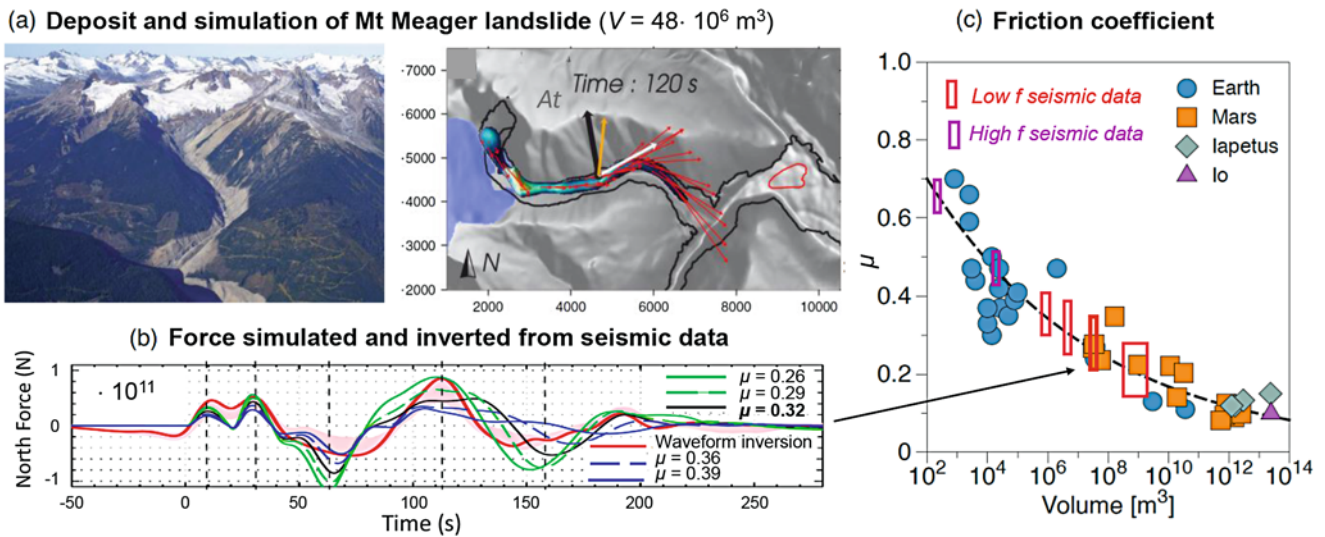 (a) Deposit and simulation of Mt Meager landslide (V = 48· 10⁶ m³)
·7000
·6000
·5000
·4000
·3000
·2000
At
Time : 120 s
N
2000
4000
6000
8000
10000
(b) Force simulated and inverted from seismic data
North Force (N)
1
0
-1
· 10¹¹
μ = 0.26
μ = 0.29
μ = 0.32
Waveform inversion
μ = 0.36
μ = 0.39
-50
0
50
100
150
200
250
Time (s)
(c) Friction coefficient
μ
1.0
0.8
0.6
0.4
0.2
0
Low f seismic data
High f seismic data
Earth
Mars
Iapetus
Io
10²
10⁴
10⁶
10⁸
10¹⁰
10¹²
10¹⁴
Volume [m³]